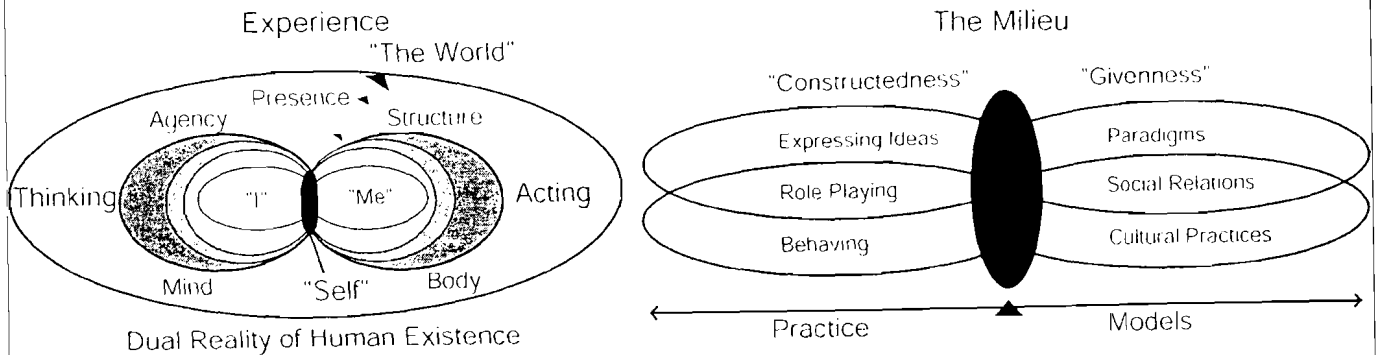 Experience
"The World"
Presence
Agency
Structure
Thinking
"I"
"Me"
Acting
Mind
"Self"
Body
Dual Reality of Human Existence
The Milieu
"Constructedness"
"Givenness"
Expressing Ideas
Paradigms
Role Playing
Social Relations
Behaving
Cultural Practices
Practice
Models